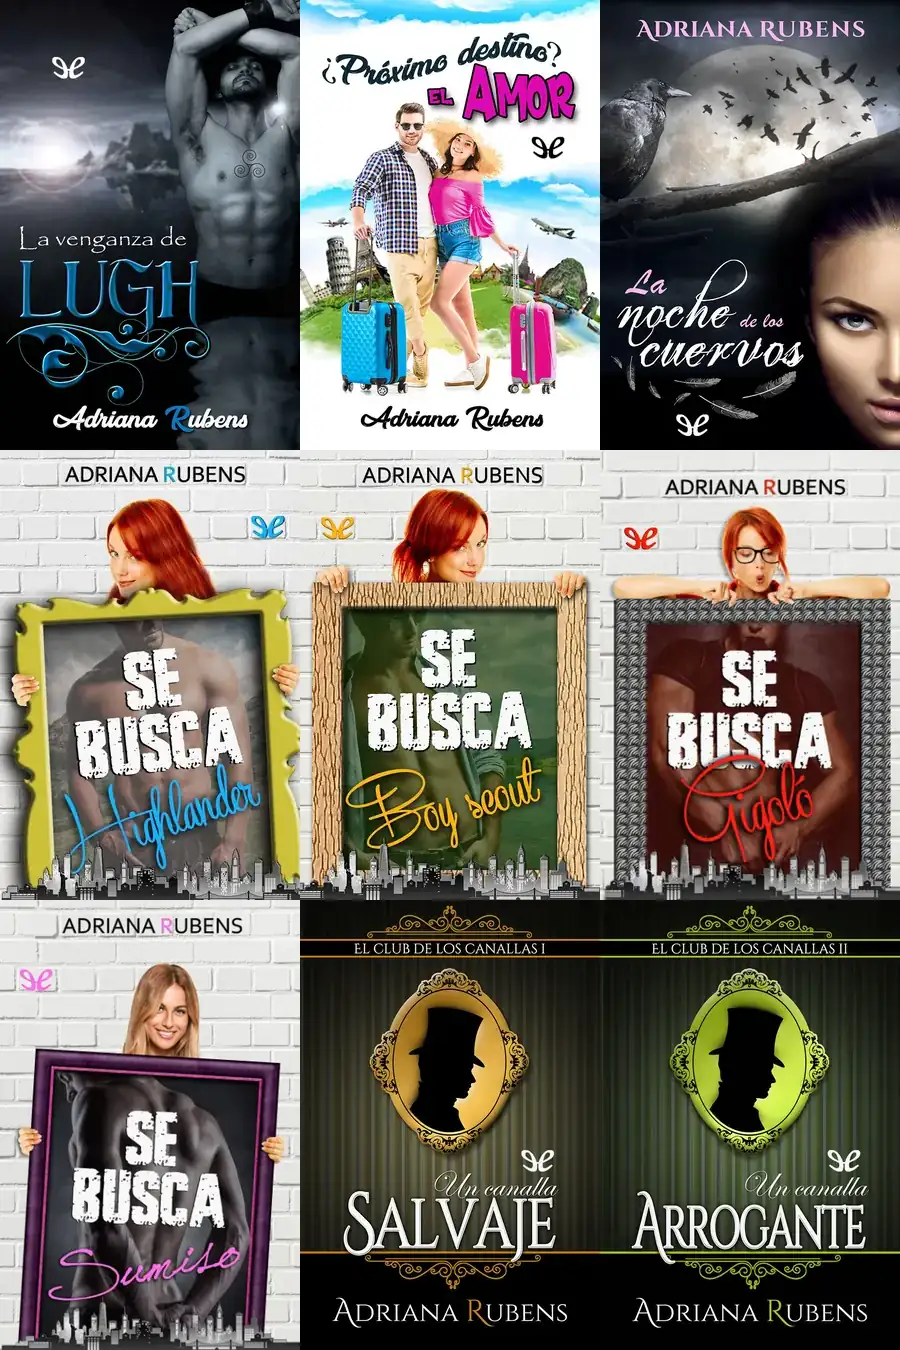 La venganza de
LUGH
Adriana Rubens
¿Próximo destino?
EL AMOR
Adriana Rubens
ADRIANA RUBENS
La
noche de los
cuervos
ADRIANA RUBENS
SE
BUSCA
Highlander
ADRIANA RUBENS
SE
BUSCA
Boy scout
ADRIANA RUBENS
SE
BUSCA
Gigoló
ADRIANA RUBENS
SE
BUSCA
Sumiso
EL CLUB DE LOS CANALLAS I
Un canalla
SALVAJE
ADRIANA RUBENS
EL CLUB DE LOS CANALLAS II
Un canalla
ARROGANTE
ADRIANA RUBENS